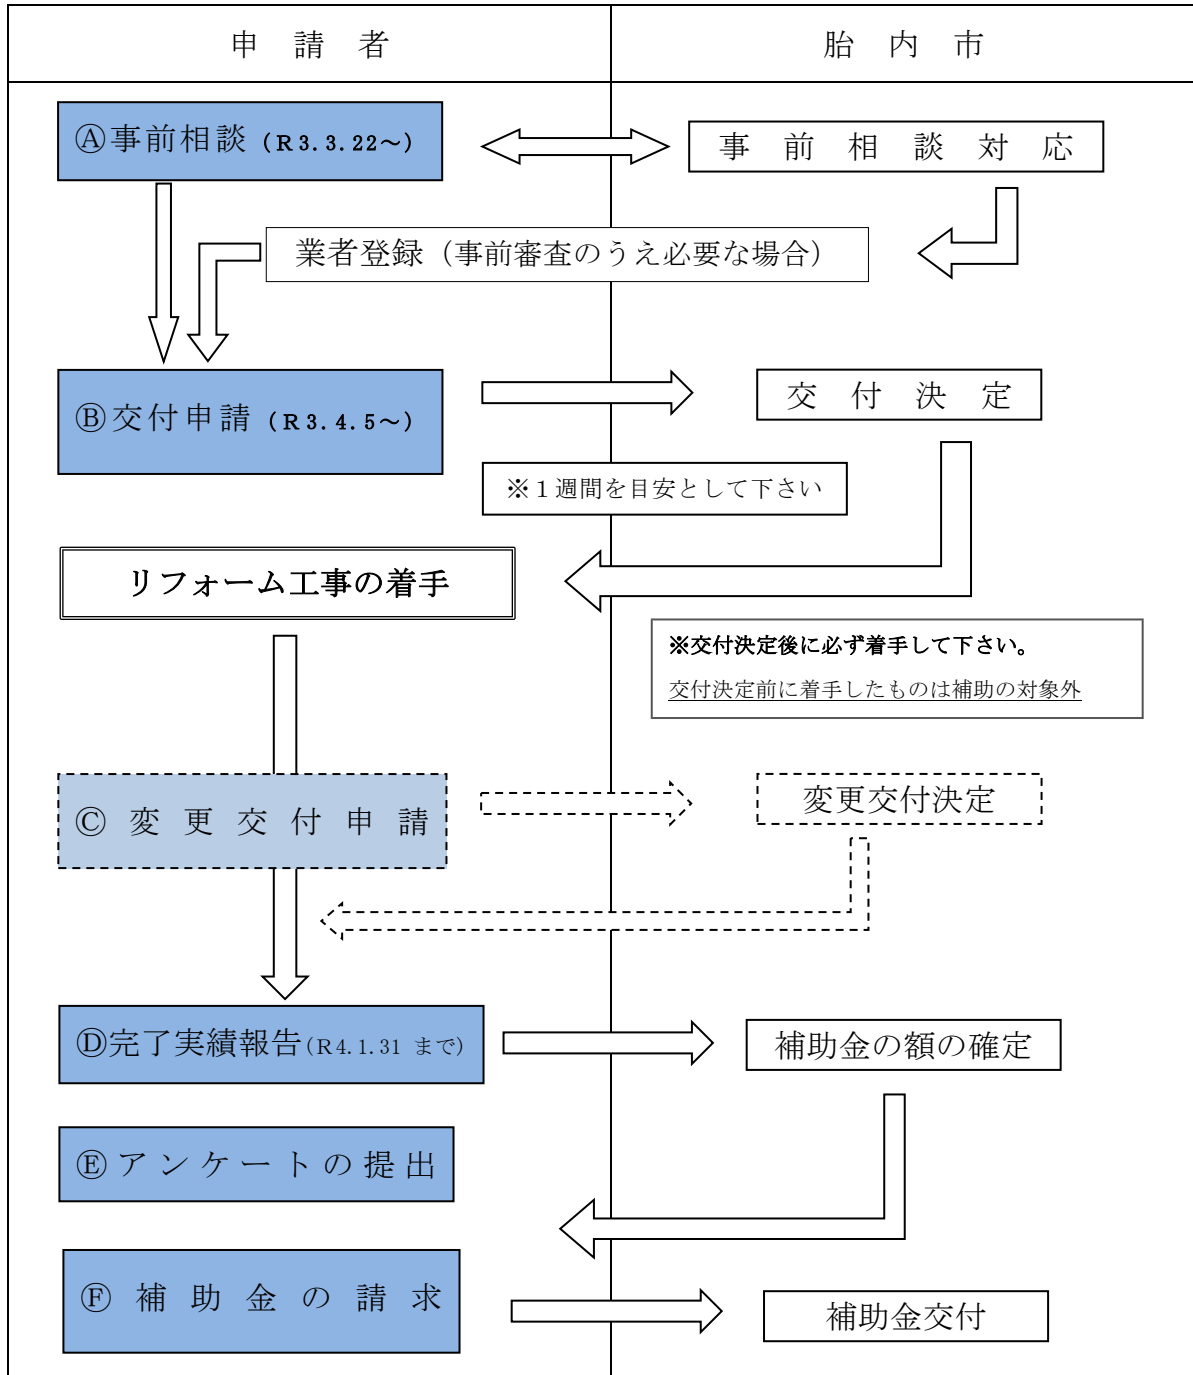 申請者
胎内市
Ⓐ事前相談（R3.3.22～）
事前相談対応
業者登録（事前審査のうえ必要な場合）
Ⓑ交付申請（R3.4.5～）
交付決定
※１週間を目安として下さい
リフォーム工事の着手
※交付決定後に必ず着手して下さい。
交付決定前に着手したものは補助の対象外
Ⓒ変更交付申請
変更交付決定
Ⓓ完了実績報告（R4.1.31 まで）
補助金の額の確定
Ⓔアンケートの提出
Ⓕ補助金の請求
補助金交付